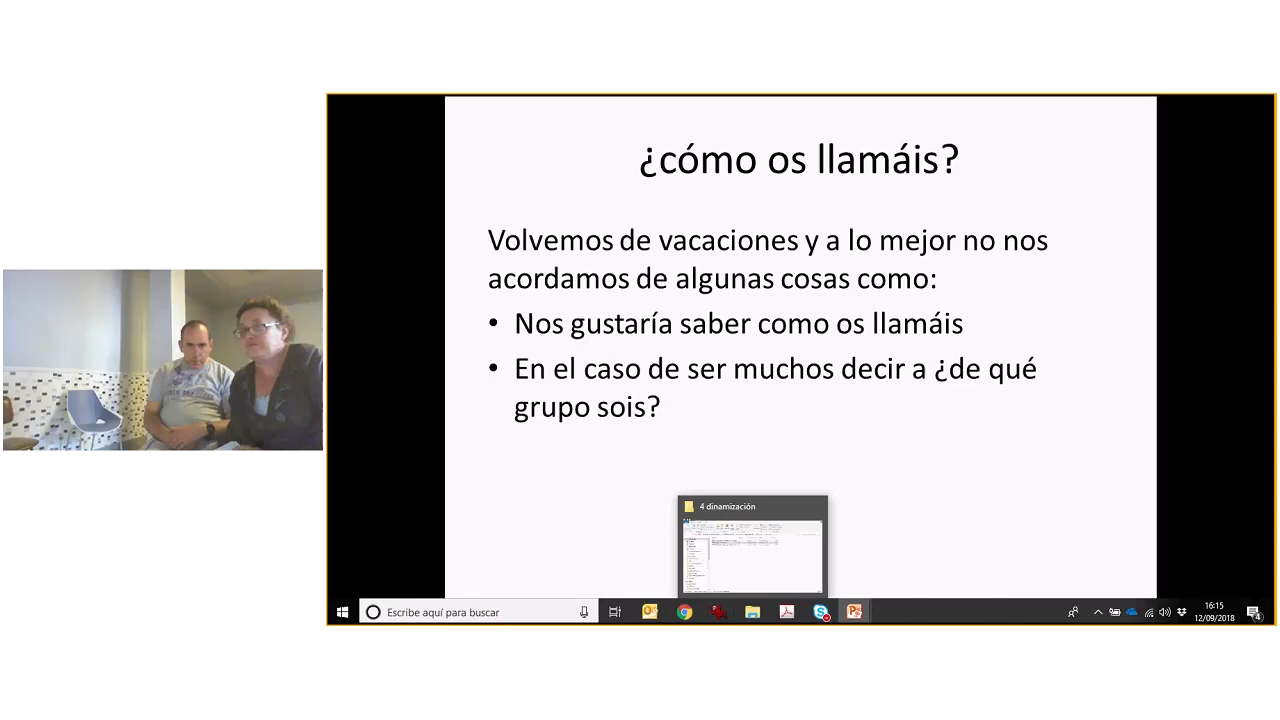 ¿cómo os llamáis?
Volvemos de vacaciones y a lo mejor no nos
acordamos de algunas cosas como:
• Nos gustaría saber como os llamáis
• En el caso de ser muchos decir a ¿de qué
grupo sois?
4 dinamización
Escribe aquí para buscar
16:15
12/09/2018
4